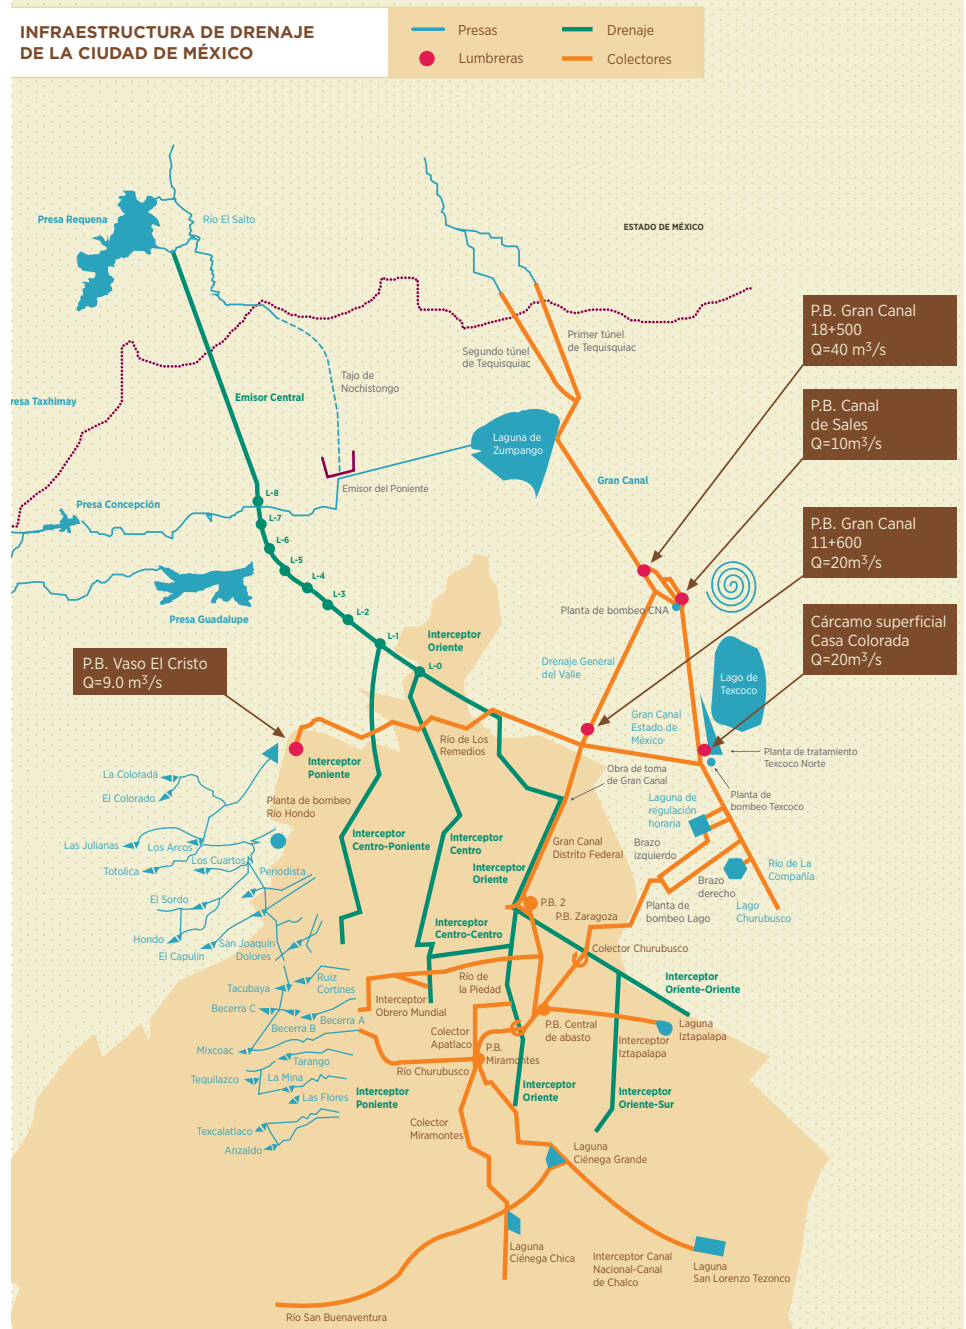 INFRAESTRUCTURA DE DRENAJE
DE LA CIUDAD DE MÉXICO
Presas
Drenaje
Lumbreras
Colectores
Presa Requena
Río El Salto
ESTADO DE MÉXICO
P.B. Gran Canal
18+500
Q=40 m³/s
Primer túnel
de Tequisquiac
Segundo túnel
de Tequisquiac
Tajo de
Nochistongo
resa Taxhimay
Emisor Central
P.B. Canal
de Sales
Q=10m³/s
Laguna de
Zumpango
Gran Canal
Emisor del Poniente
L-8
Presa Concepción
L-7
P.B. Gran Canal
11+600
Q=20m³/s
L-6
L-5
L-4
L-3
L-2
Planta de bombeo CNA
Presa Guadalupe
L-1
Interceptor
Oriente
Cárcamo superficial
Casa Colorada
Q=20m³/s
P.B. Vaso El Cristo
Q=9.0 m³/s
L-0
Drenaje General
del Valle
Lago de
Texcoco
Gran Canal
Estado de
México
Río de Los
Remedios
Planta de tratamiento
Texcoco Norte
Interceptor
Poniente
Obra de toma
de Gran Canal
La Colorada
El Colorado
Planta de bombeo
Río Hondo
Laguna de
regulación
horaria
Planta de
bombeo Texcoco
Interceptor
Centro-Poniente
Interceptor
Centro
Gran Canal
Distrito Federal
Las Julianas
Los Arcos
Brazo
izquierdo
Los Cuartos
Totolica
Periodista
Interceptor
Oriente
Río de La
Compañía
Brazo
derecho
El Sordo
P.B. 2
P.B. Zaragoza
Planta de
bombeo Lago
Lago
Churubusco
Interceptor
Centro-Centro
Hondo
San Joaquín
El Capulín
Dolores
Colector Churubusco
Ruiz
Cortines
Tacubaya
Río de
la Piedad
Interceptor
Oriente-Oriente
Interceptor
Obrero Mundial
Becerra C
Becerra A
Becerra B
Colector
Apatlaco
P.B. Central
de abasto
Laguna
Iztapalapa
Interceptor
Iztapalapa
Mixcoac
P.B.
Miramontes
Tarango
Río Churubusco
Tequilazco
La Mina
Las Flores
Interceptor
Poniente
Interceptor
Oriente
Interceptor
Oriente-Sur
Colector
Miramontes
Texcalatlaco
Anzaldo
Laguna
Ciénega Grande
Laguna
Ciénega Chica
Interceptor Canal
Nacional-Canal
de Chalco
Laguna
San Lorenzo Tezonco
Río San Buenaventura